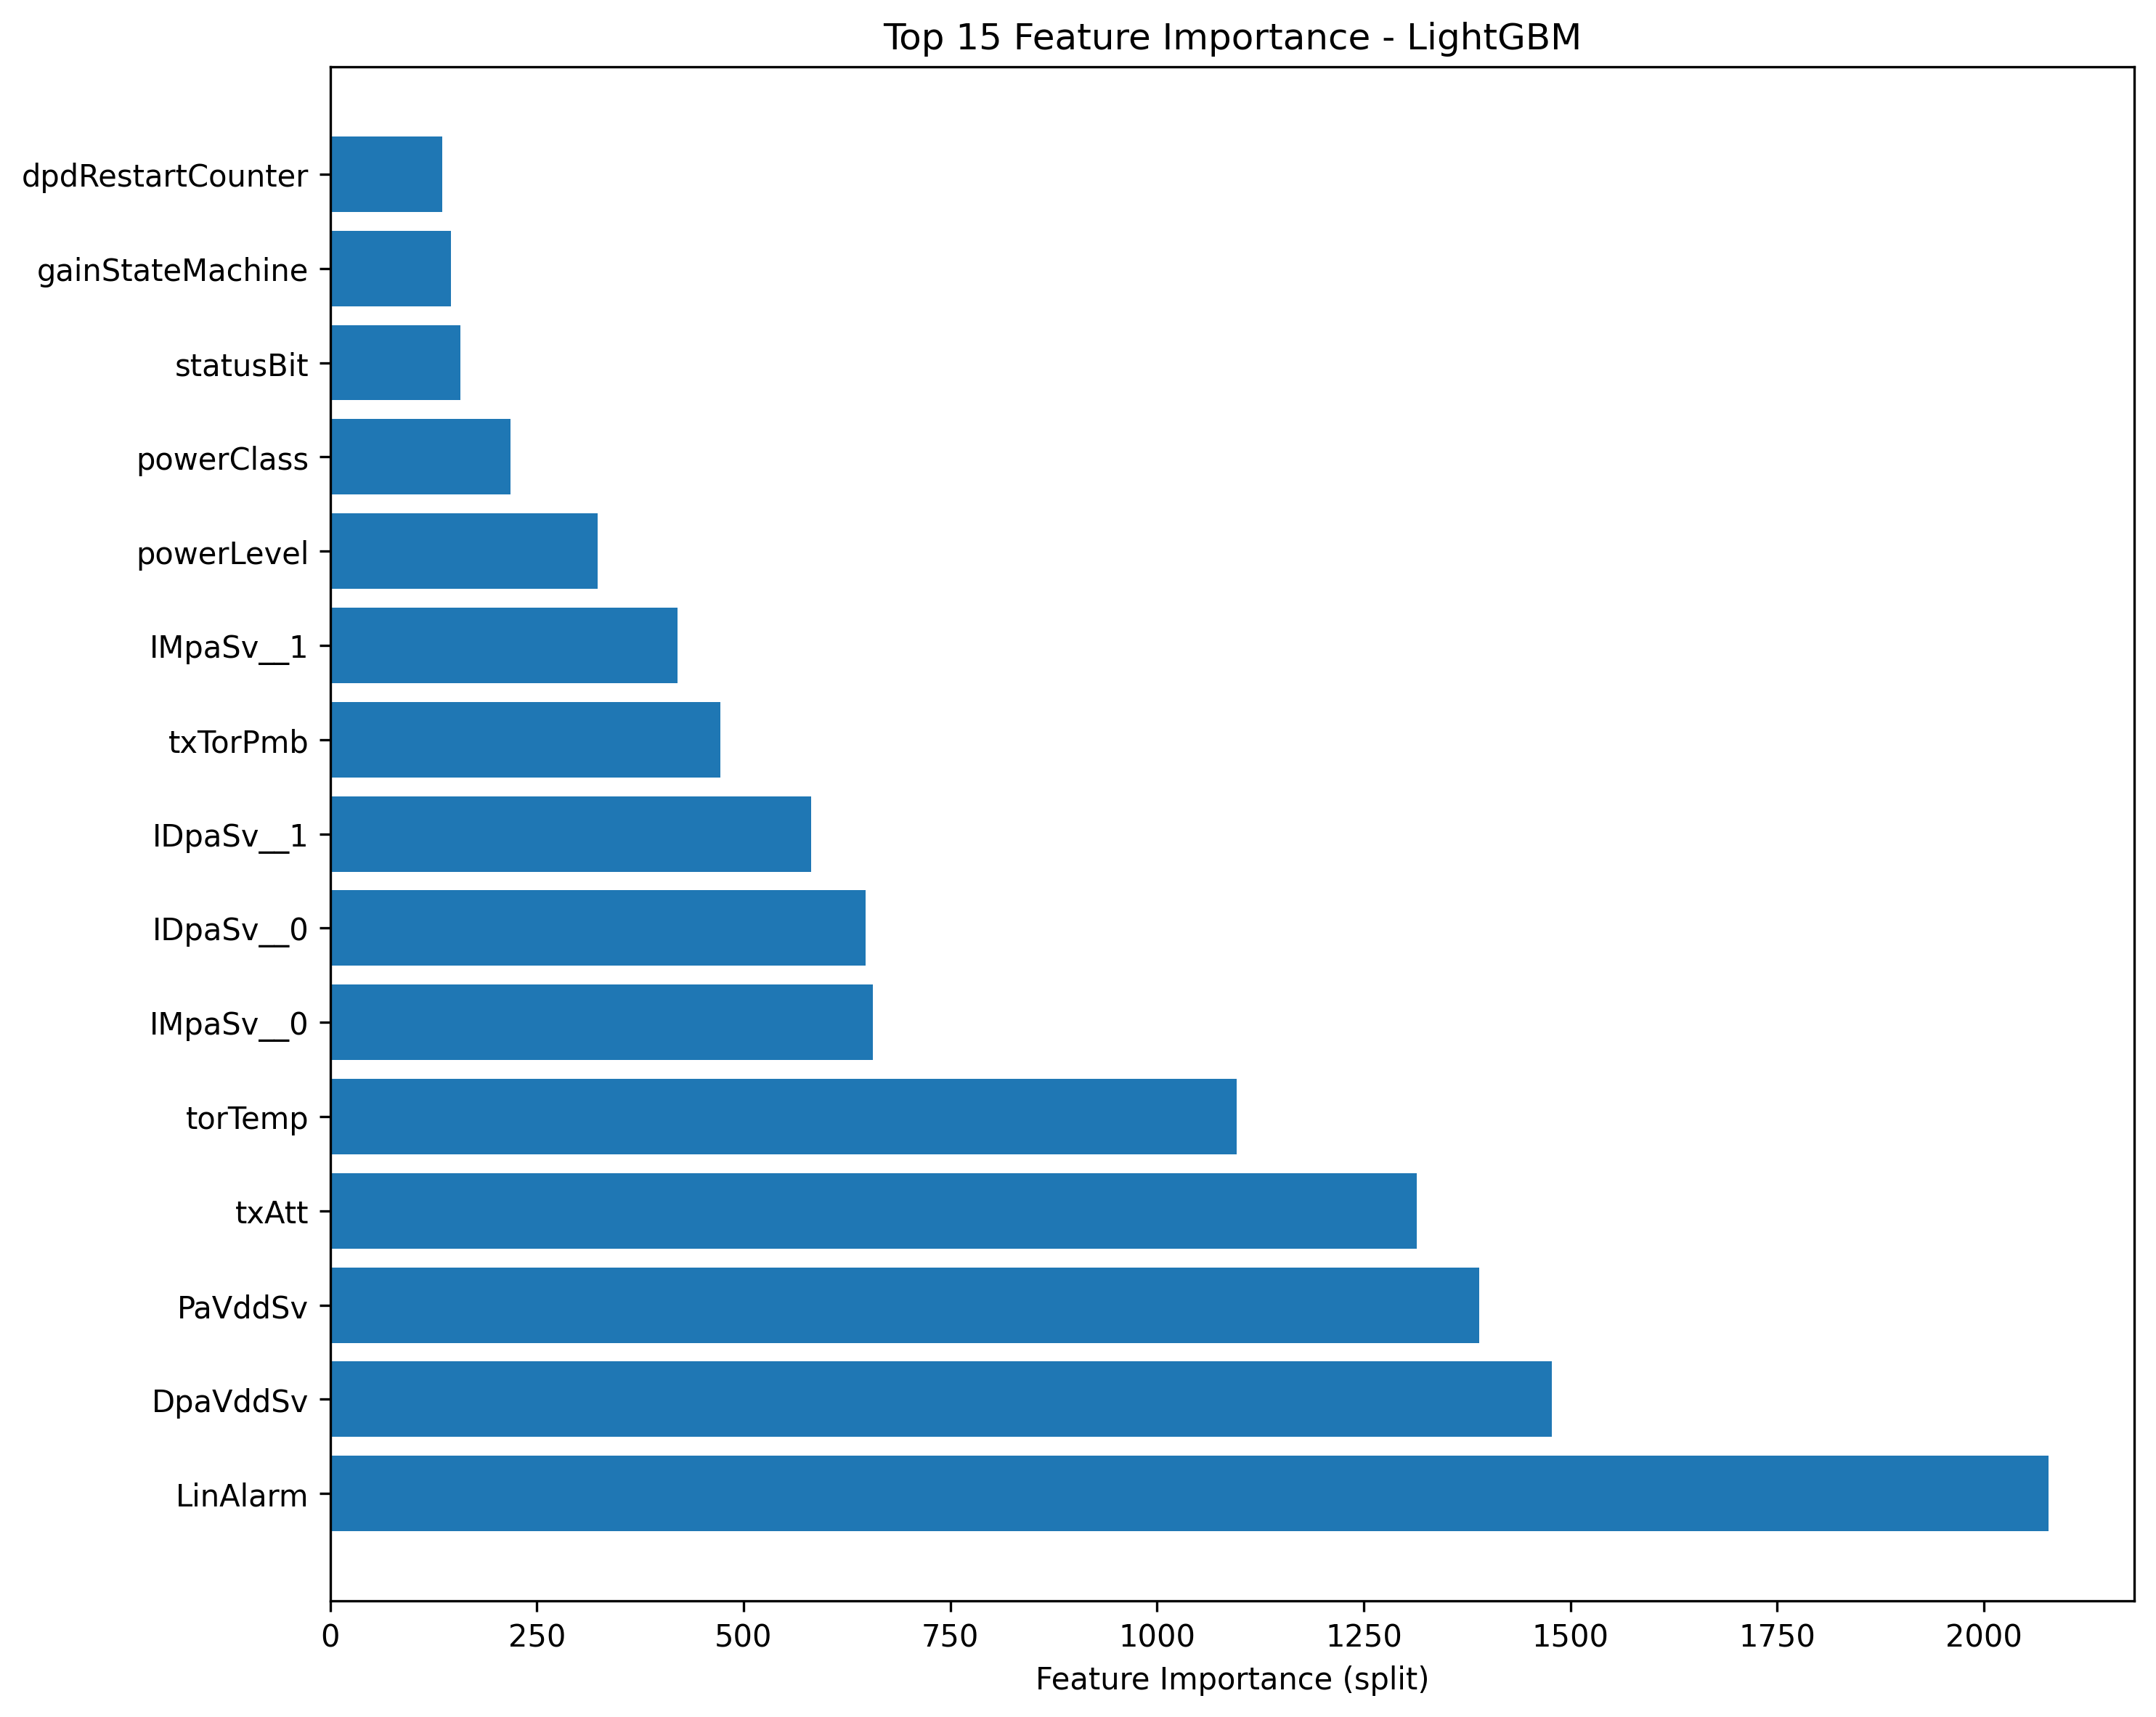 Top 15 Feature Importance - LightGBM
dpdRestartCounter
gainStateMachine
statusBit
powerClass
powerLevel
IMpaSv__1
txTorPmb
IDpaSv__1
IDpaSv__0
IMpaSv__0
torTemp
txAtt
PaVddSv
DpaVddSv
LinAlarm
0 250 500 750 1000 1250 1500 1750 2000
Feature Importance (split)